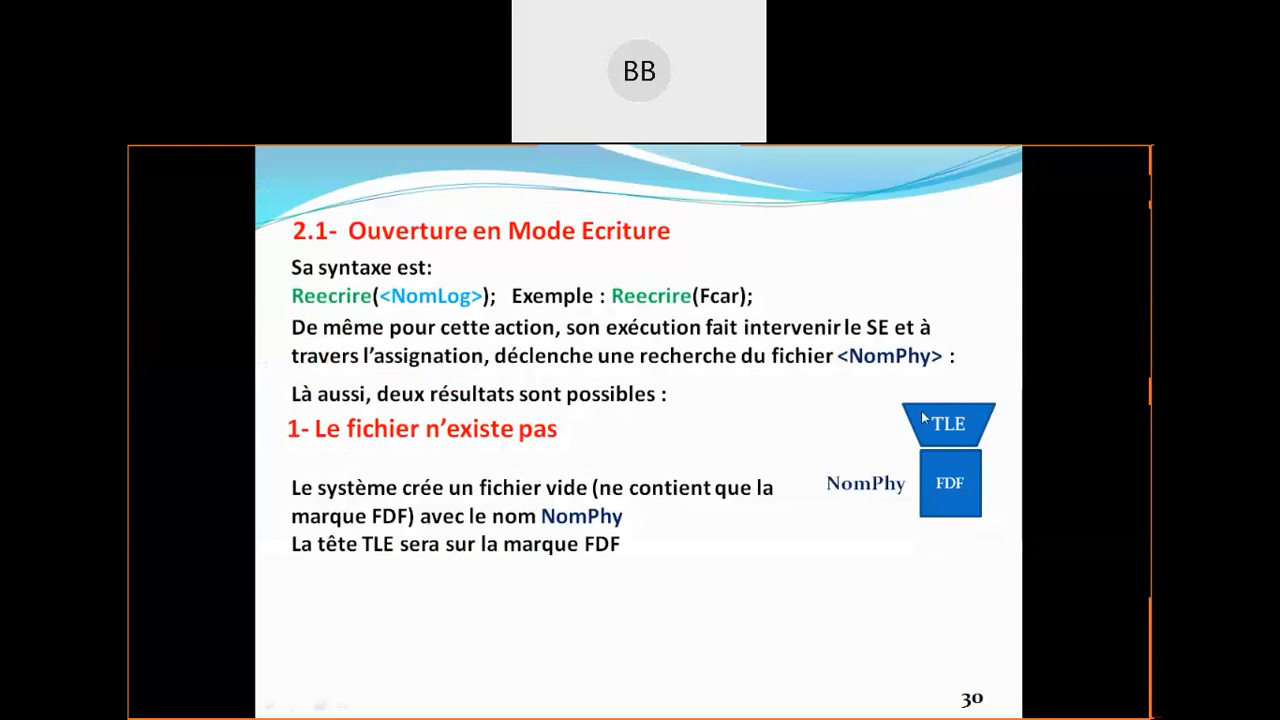 BB
2.1- Ouverture en Mode Ecriture
Sa syntaxe est:
Reecrire(<NomLog>); Exemple : Reecrire(Fcar);
De même pour cette action, son exécution fait intervenir le SE et à
travers l’assignation, déclenche une recherche du fichier <NomPhy> :
Là aussi, deux résultats sont possibles :
1- Le fichier n’existe pas
TLE
NomPhy FDF
Le système crée un fichier vide (ne contient que la
marque FDF) avec le nom NomPhy
La tête TLE sera sur la marque FDF
30